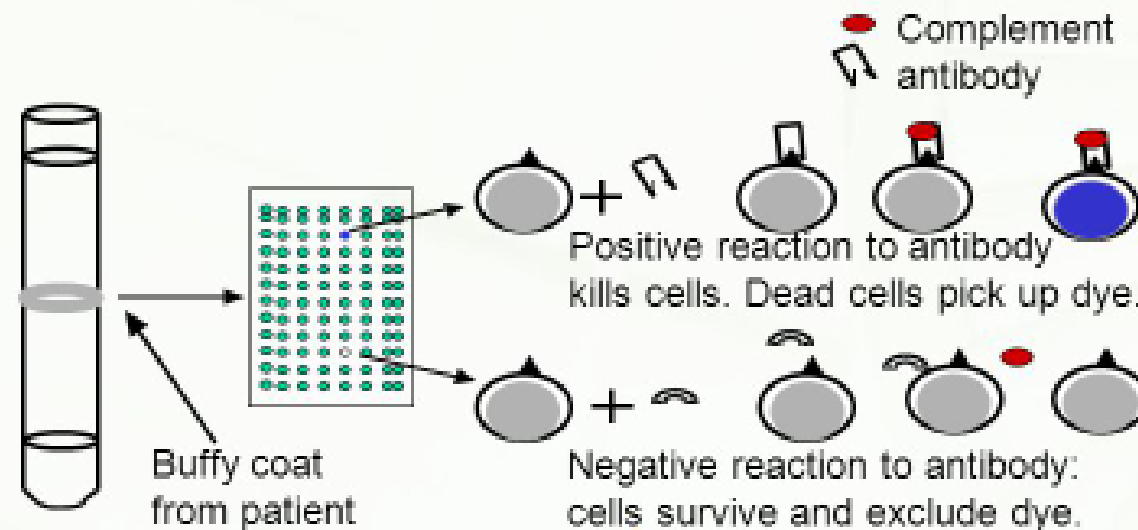 Complement
antibody
Positive reaction to antibody
kills cells. Dead cells pick up dye.
Buffy coat
from patient
Negative reaction to antibody:
cells survive and exclude dye.